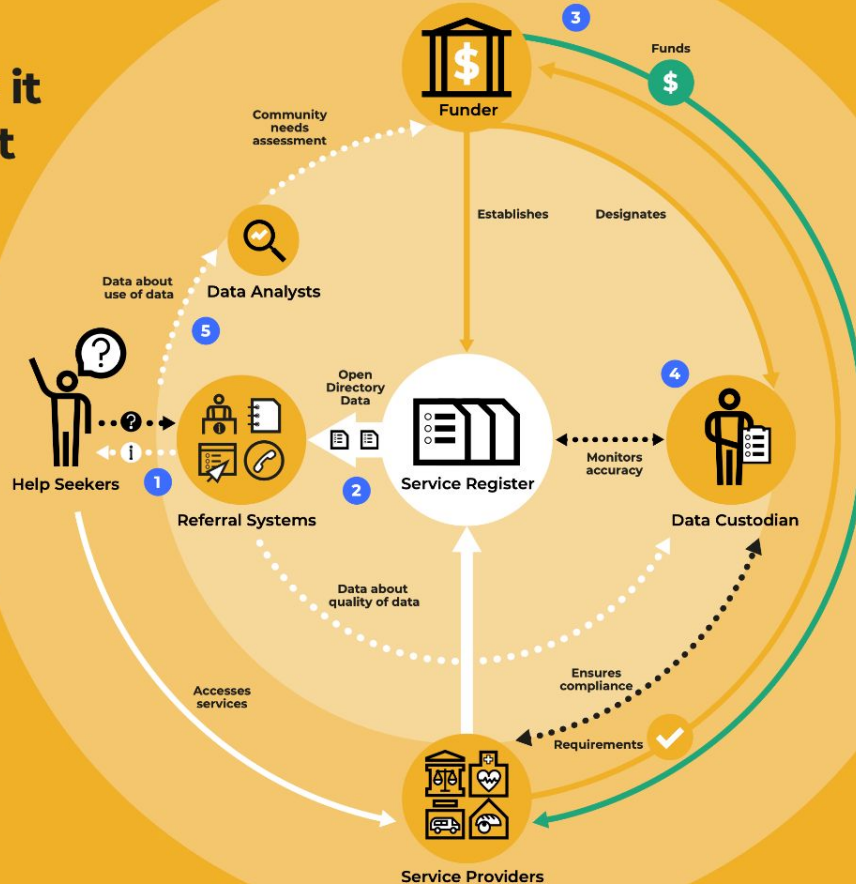 it
t
3
Funds
$
$
Funder
Community
needs
assessment
Establishes
Designates
Data about
use of data
Data Analysts
5
?
Open
Directory
Data
4
?
i
i
1
2
Help Seekers
Referral Systems
Service Register
Monitors
accuracy
Data Custodian
Data about
quality of data
Accesses
services
Ensures
compliance
Requirements
Service Providers